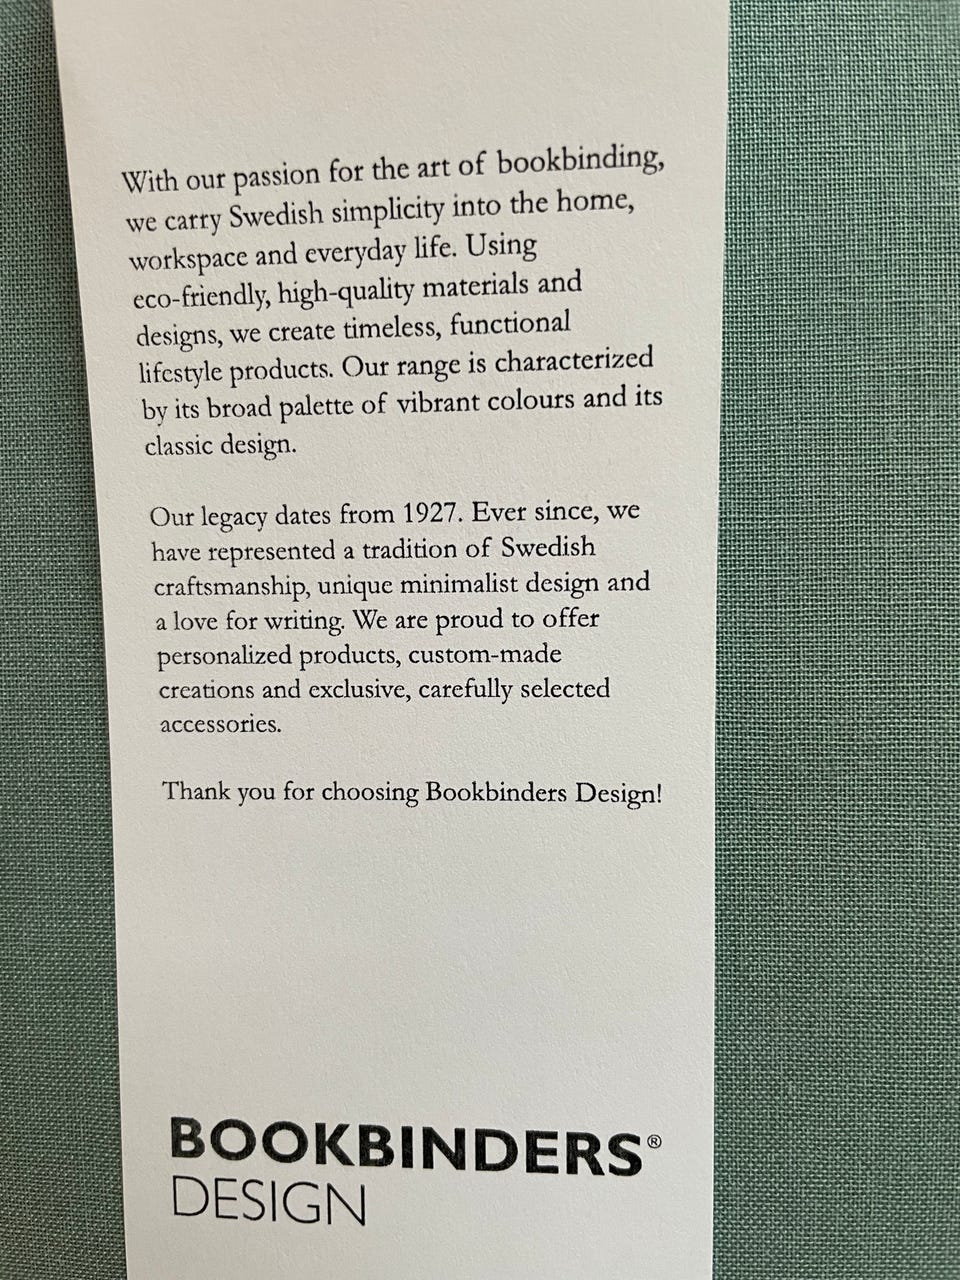 With our passion for the art of bookbinding,
we carry Swedish simplicity into the home,
workspace and everyday life. Using
eco-friendly, high-quality materials and
designs, we create timeless, functional
lifestyle products. Our range is characterized
by its broad palette of vibrant colours and its
classic design.
Our legacy dates from 1927. Ever since, we
have represented a tradition of Swedish
craftsmanship, unique minimalist design and
a love for writing. We are proud to offer
personalized products, custom-made
creations and exclusive, carefully selected
accessories.
Thank you for choosing Bookbinders Design!
BOOKBINDERS®
DESIGN